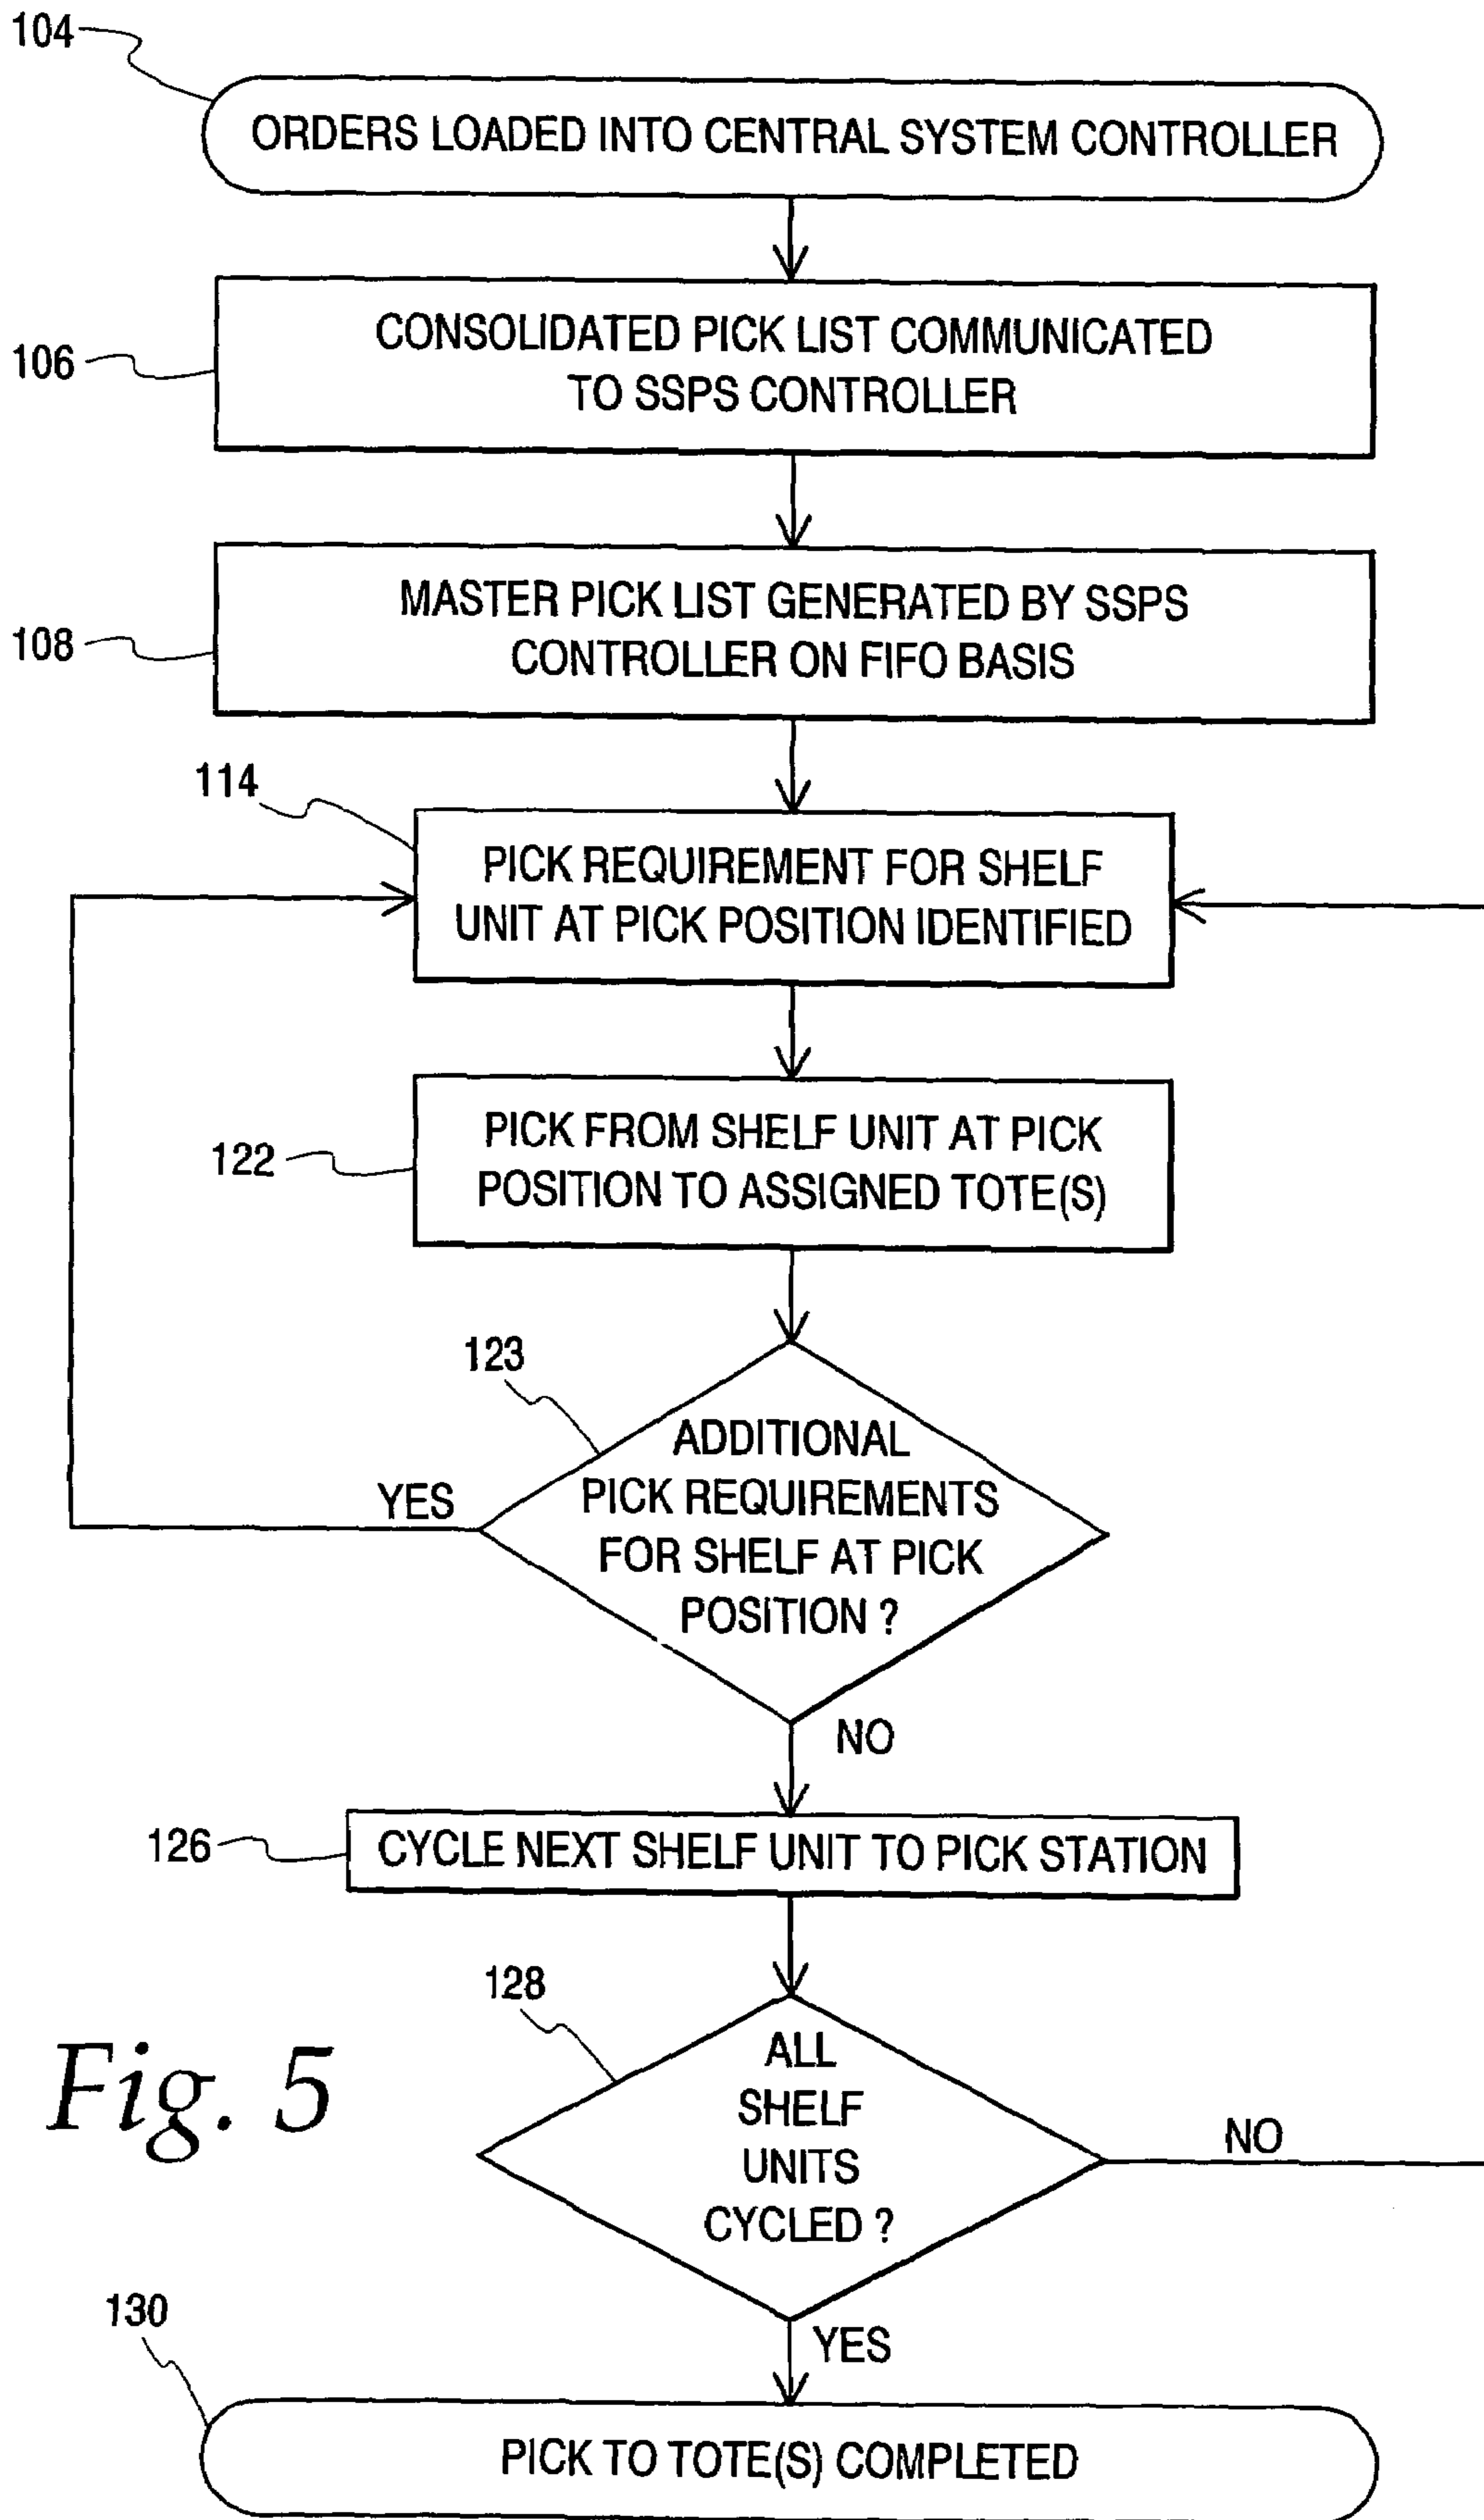 104
ORDERS LOADED INTO CENTRAL SYSTEM CONTROLLER
106
CONSOLIDATED PICK LIST COMMUNICATED
TO SSPS CONTROLLER
108
MASTER PICK LIST GENERATED BY SSPS
CONTROLLER ON FIFO BASIS
114
PICK REQUIREMENT FOR SHELF
UNIT AT PICK POSITION IDENTIFIED
122
PICK FROM SHELF UNIT AT PICK
POSITION TO ASSIGNED TOTE(S)
123
ADDITIONAL
PICK REQUIREMENTS
FOR SHELF AT PICK
POSITION ?
YES
NO
126
CYCLE NEXT SHELF UNIT TO PICK STATION
128
ALL
SHELF
UNITS
CYCLED ?
NO
YES
Fig. 5
130
PICK TO TOTE(S) COMPLETED